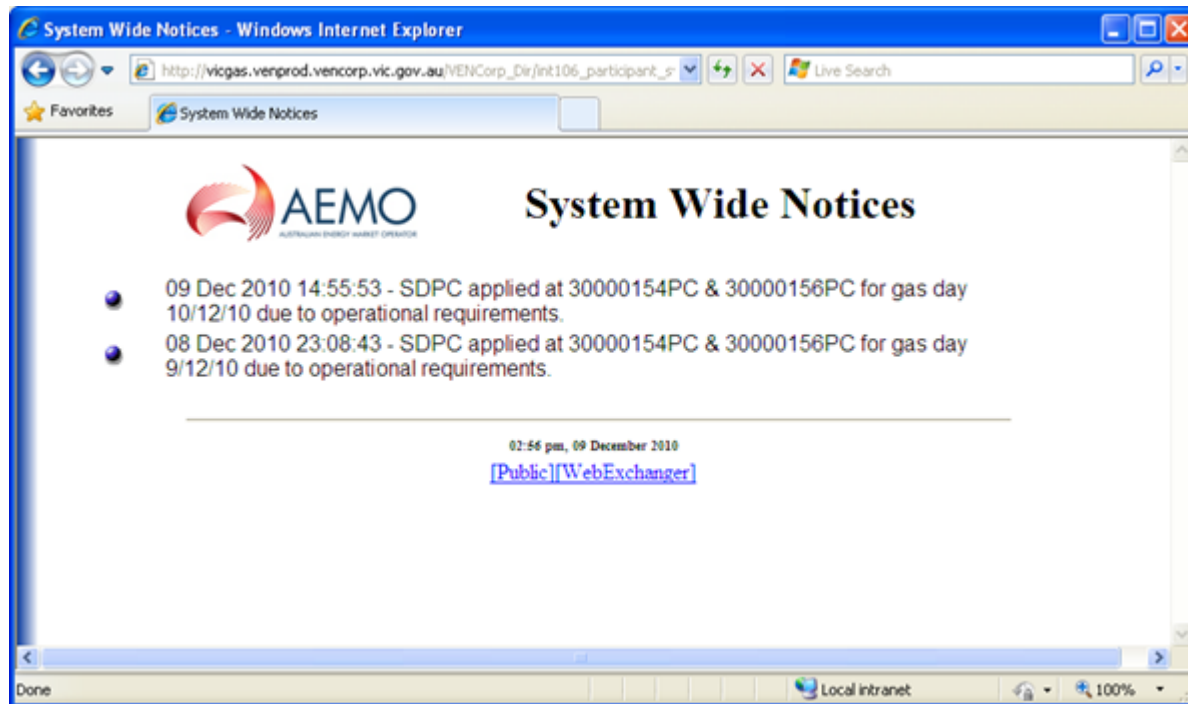 System Wide Notices - Windows Internet Explorer
http://vicgas.venprod.vencorp.vic.gov.au/VENCorp_Dir/int106_participant_s
Live Search
Favorites
System Wide Notices
AEMO
AUSTRALIAN ENERGY MARKET OPERATOR
System Wide Notices
09 Dec 2010 14:55:53 - SDPC applied at 30000154PC & 30000156PC for gas day
10/12/10 due to operational requirements.
08 Dec 2010 23:08:43 - SDPC applied at 30000154PC & 30000156PC for gas day
9/12/10 due to operational requirements.
02:56 pm, 09 December 2010
[Public][WebExchanger]
Done
Local intranet
100%